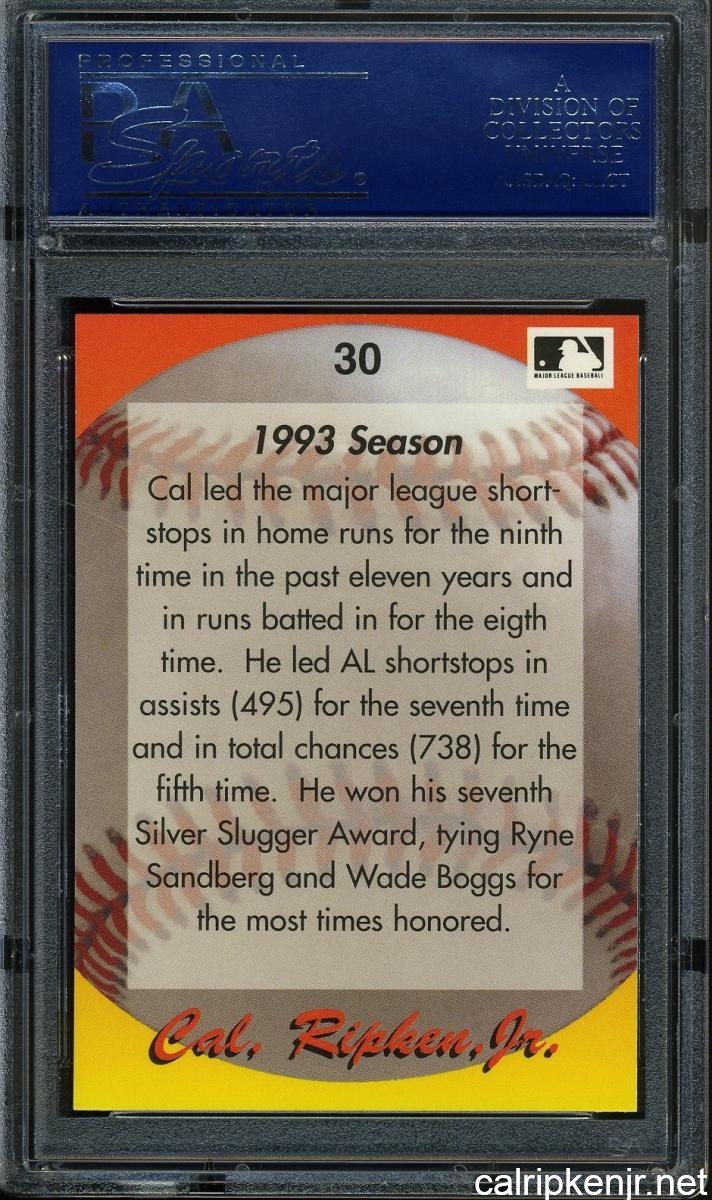 PROFESSIONAL
PSA
Sports
®
AUTHENTICATOR
A
DIVISION OF
COLLECTORS
UNIVERSE
NASDAQ: CLCT
30
MAJOR LEAGUE BASEBALL
1993 Season
Cal led the major league short-
stops in home runs for the ninth
time in the past eleven years and
in runs batted in for the eigth
time. He led AL shortstops in
assists (495) for the seventh time
and in total chances (738) for the
fifth time. He won his seventh
Silver Slugger Award, tying Ryne
Sandberg and Wade Boggs for
the most times honored.
Cal, Ripken, Jr.
PSA
calripkenjr.net